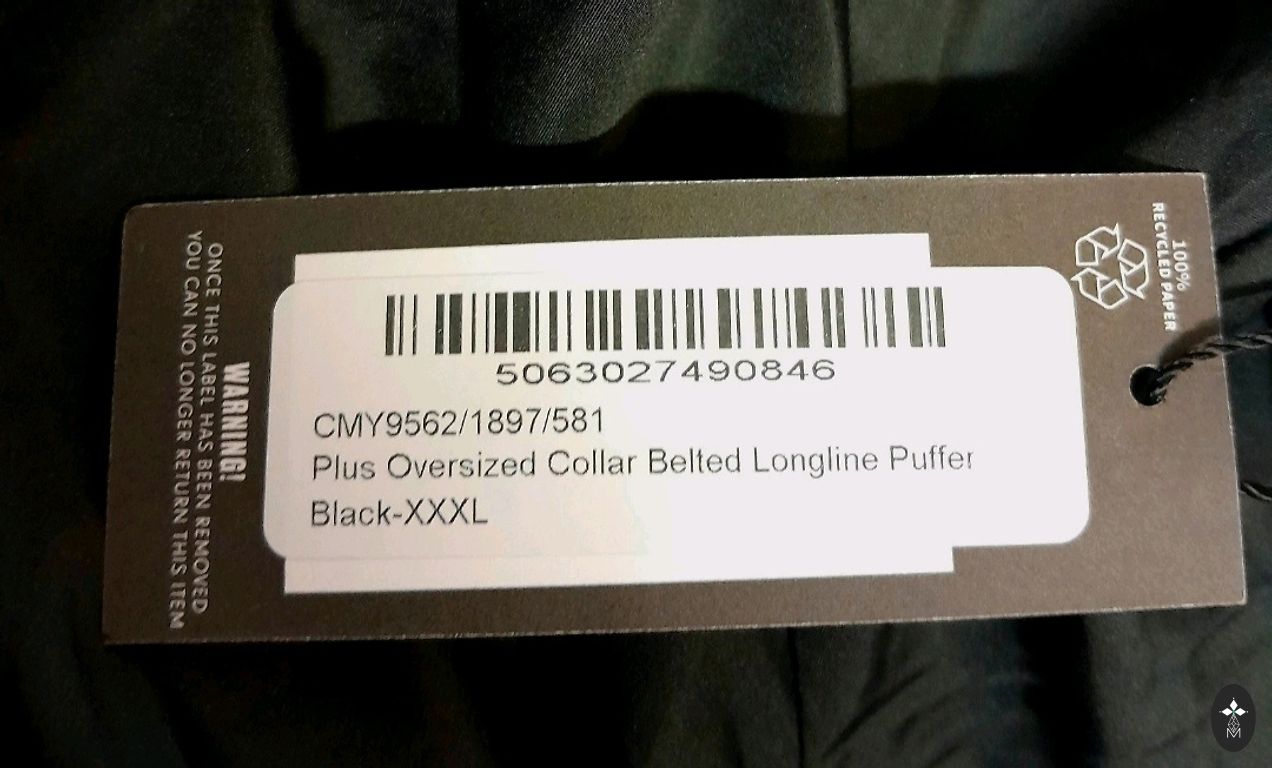 5063027490846
CMY9562/1897/581
Plus Oversized Collar Belted Longline Puffer
Black-XXXL
WARNING!
ONCE THIS LABEL HAS BEEN REMOVED
YOU CAN NO LONGER RETURN THIS ITEM
100%
RECYCLED PAPER
M